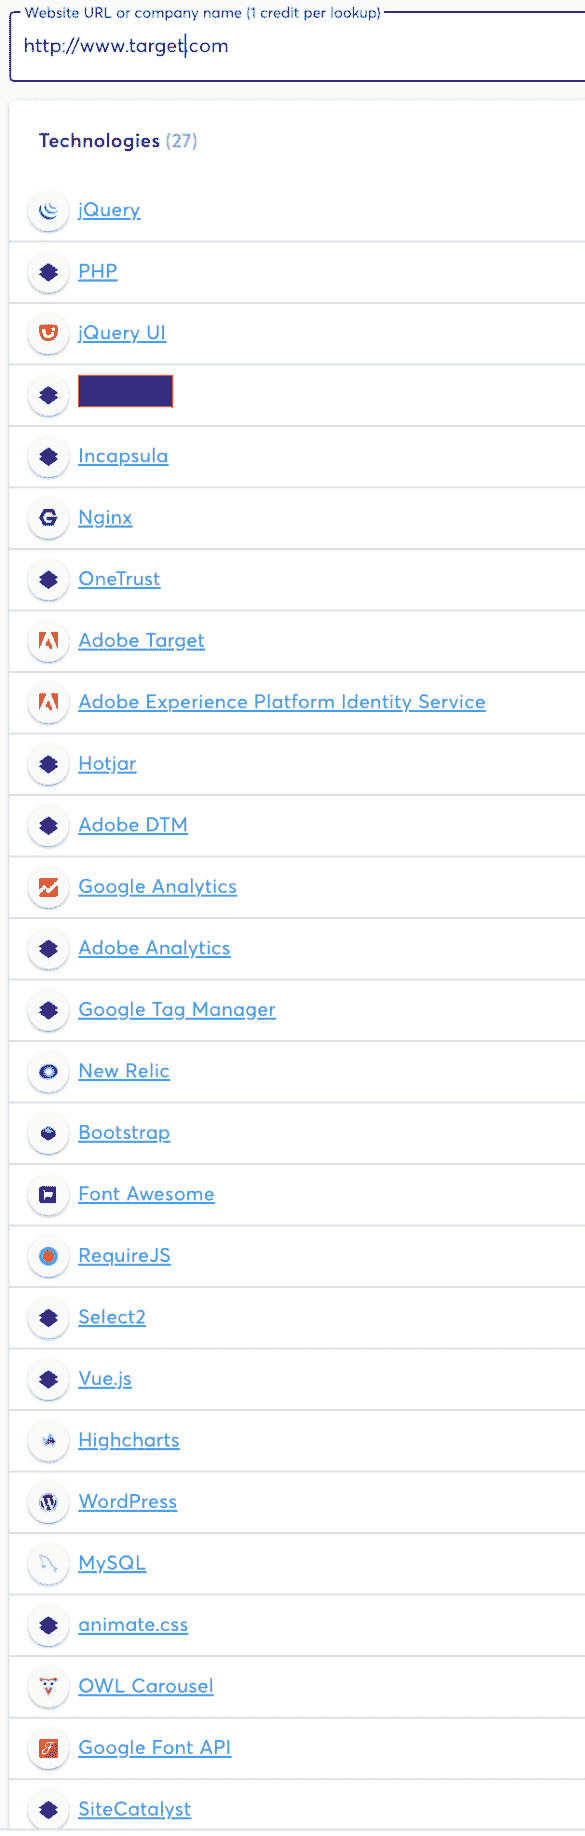 Website URL or company name (1 credit per lookup)
http://www.target.com
Technologies (27)
jQuery
PHP
jQuery UI
Incapsula
Nginx
OneTrust
Adobe Target
Adobe Experience Platform Identity Service
Hotjar
Adobe DTM
Google Analytics
Adobe Analytics
Google Tag Manager
New Relic
Bootstrap
Font Awesome
RequireJS
Select2
Vue.js
Highcharts
WordPress
MySQL
animate.css
OWL Carousel
Google Font API
SiteCatalyst